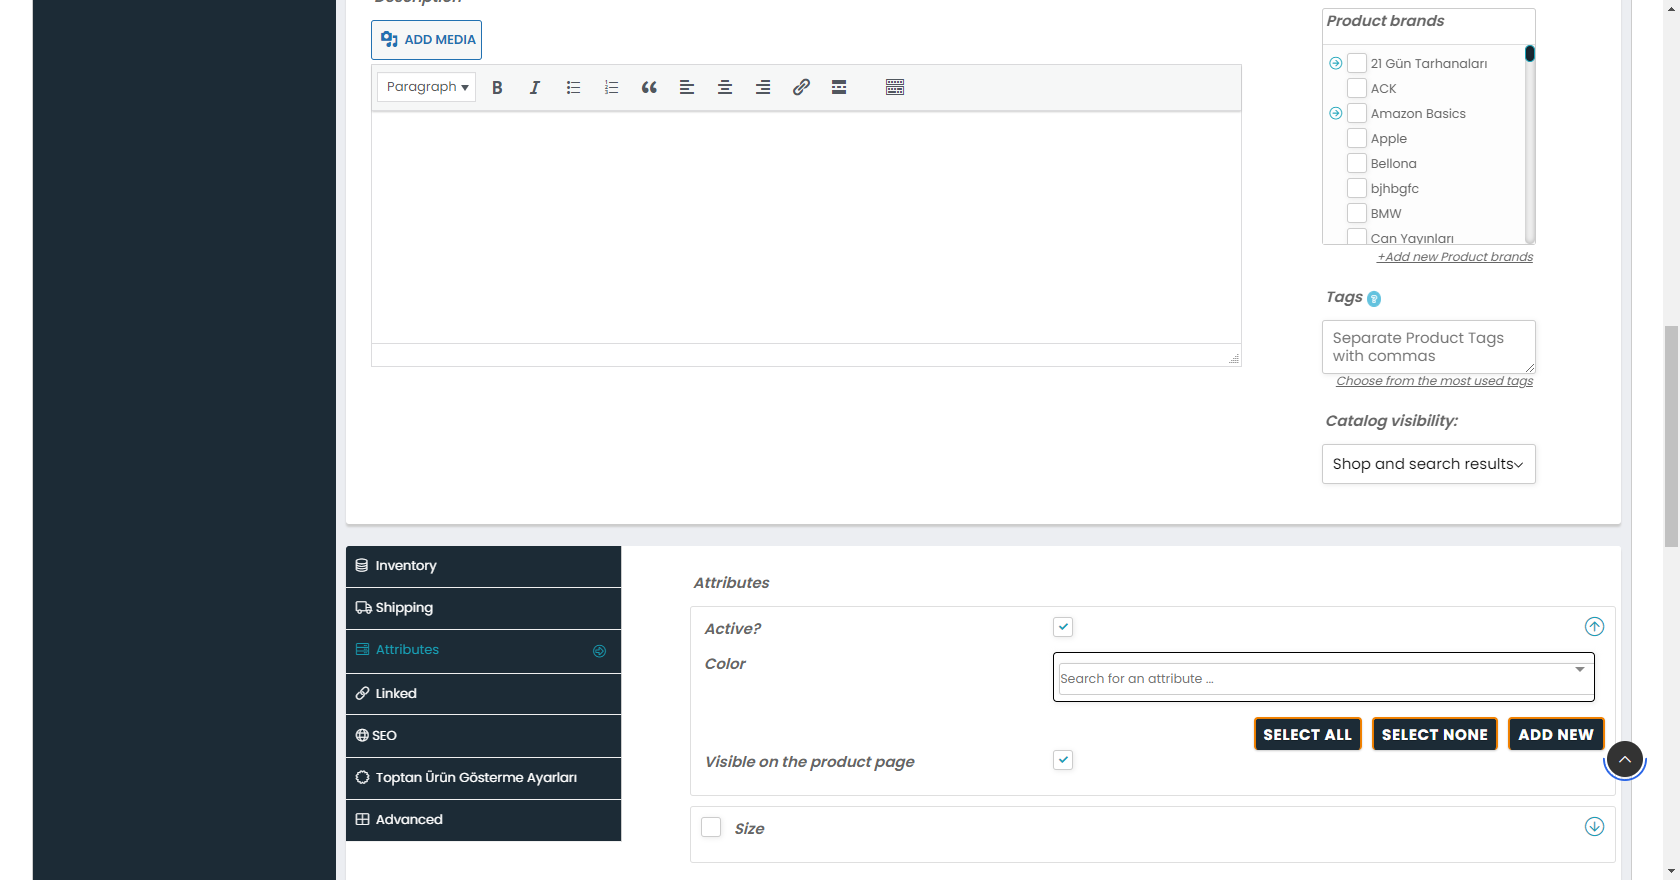 Description
ADD MEDIA
Paragraph
Product brands
21 Gün Tarhanaları
ACK
Amazon Basics
Apple
Bellona
bjhbgfc
BMW
Can Yayınları
+Add new Product brands
Tags
Separate Product Tags
with commas
Choose from the most used tags
Catalog visibility:
Shop and search results
Inventory
Shipping
Attributes
Linked
SEO
Toptan Ürün Gösterme Ayarları
Advanced
Attributes
Active?
Color
Search for an attribute ...
SELECT ALL
SELECT NONE
ADD NEW
Visible on the product page
Size